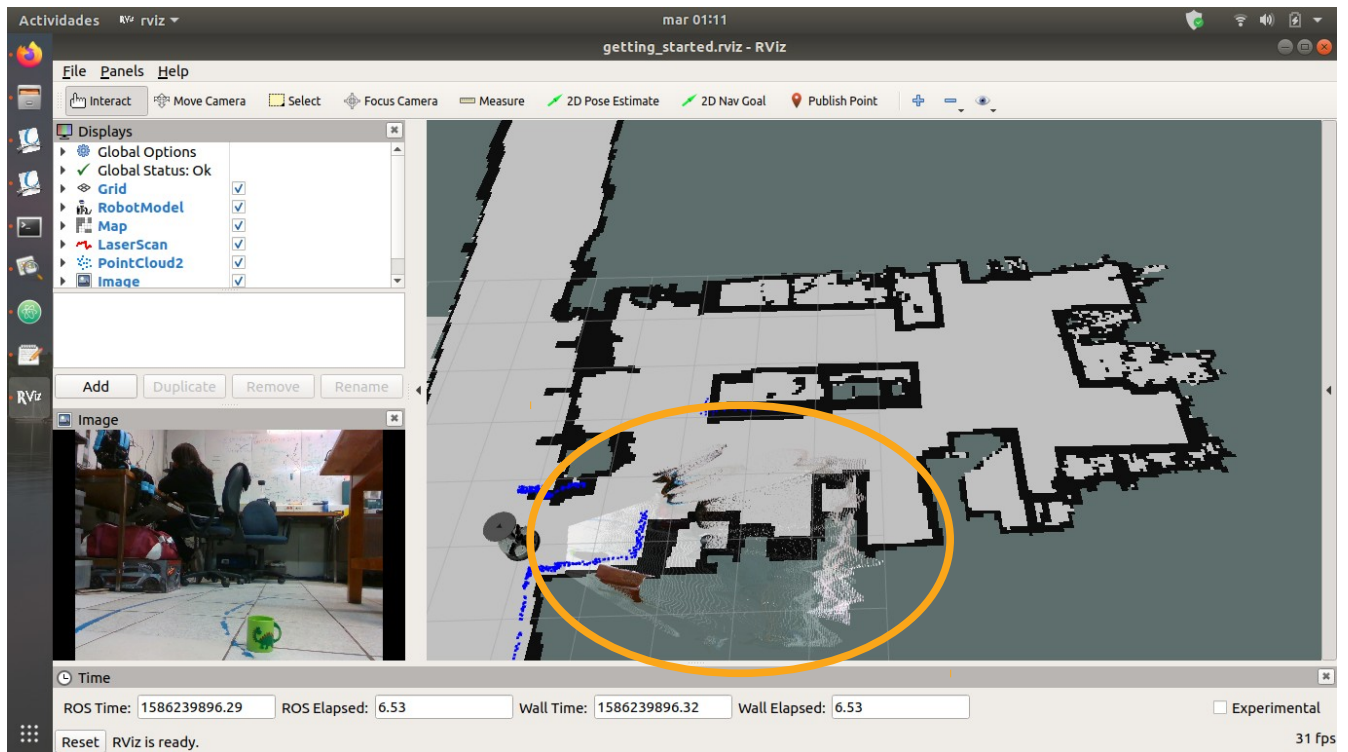 Actividades RViz rviz mar 01:11
getting_started.rviz - RViz
File Panels Help
Interact Move Camera Select Focus Camera Measure 2D Pose Estimate 2D Nav Goal Publish Point
Displays
Global Options
Global Status: Ok
Grid
RobotModel
Map
LaserScan
PointCloud2
Image
Add Duplicate Remove Rename
RViz
Image
Time
ROS Time: 1586239896.29 ROS Elapsed: 6.53 Wall Time: 1586239896.32 Wall Elapsed: 6.53 Experimental
Reset RViz is ready. 31 fps